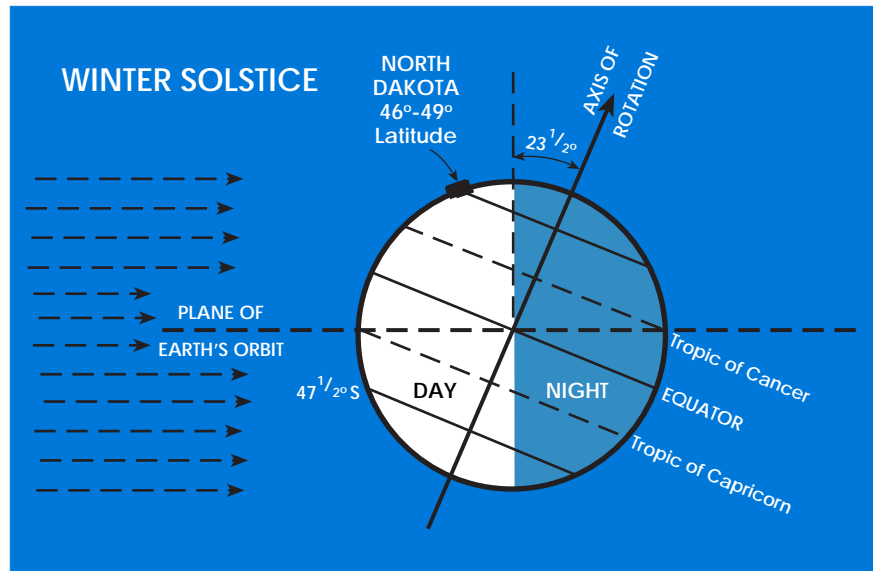 WINTER SOLSTICE
NORTH
DAKOTA
46º-49º
Latitude
AXIS OF
ROTATION
23 1/2º
PLANE OF
EARTH'S ORBIT
47 1/2º S
DAY
NIGHT
Tropic of Cancer
EQUATOR
Tropic of Capricorn